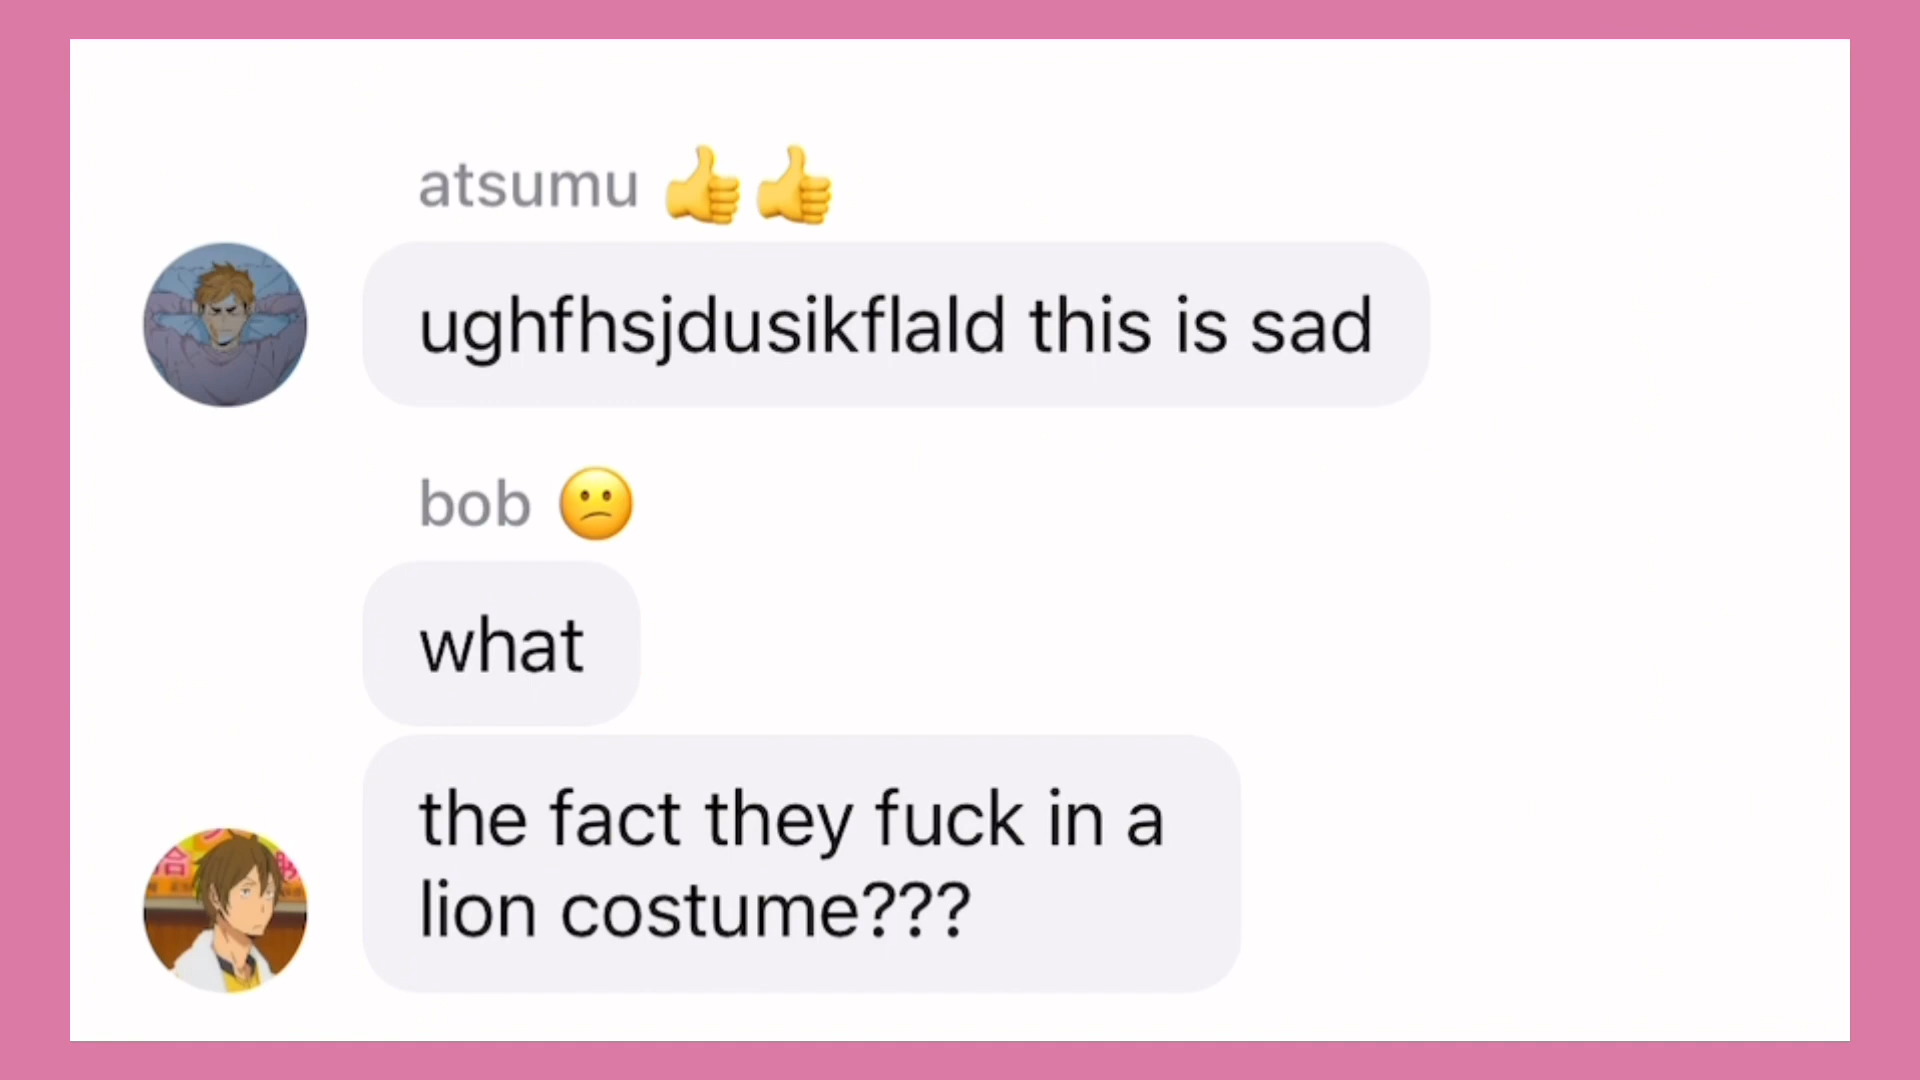 atsumu 👍👍
ughfhsjdusikflald this is sad
bob 😕
what
the fact they fuck in a
lion costume???